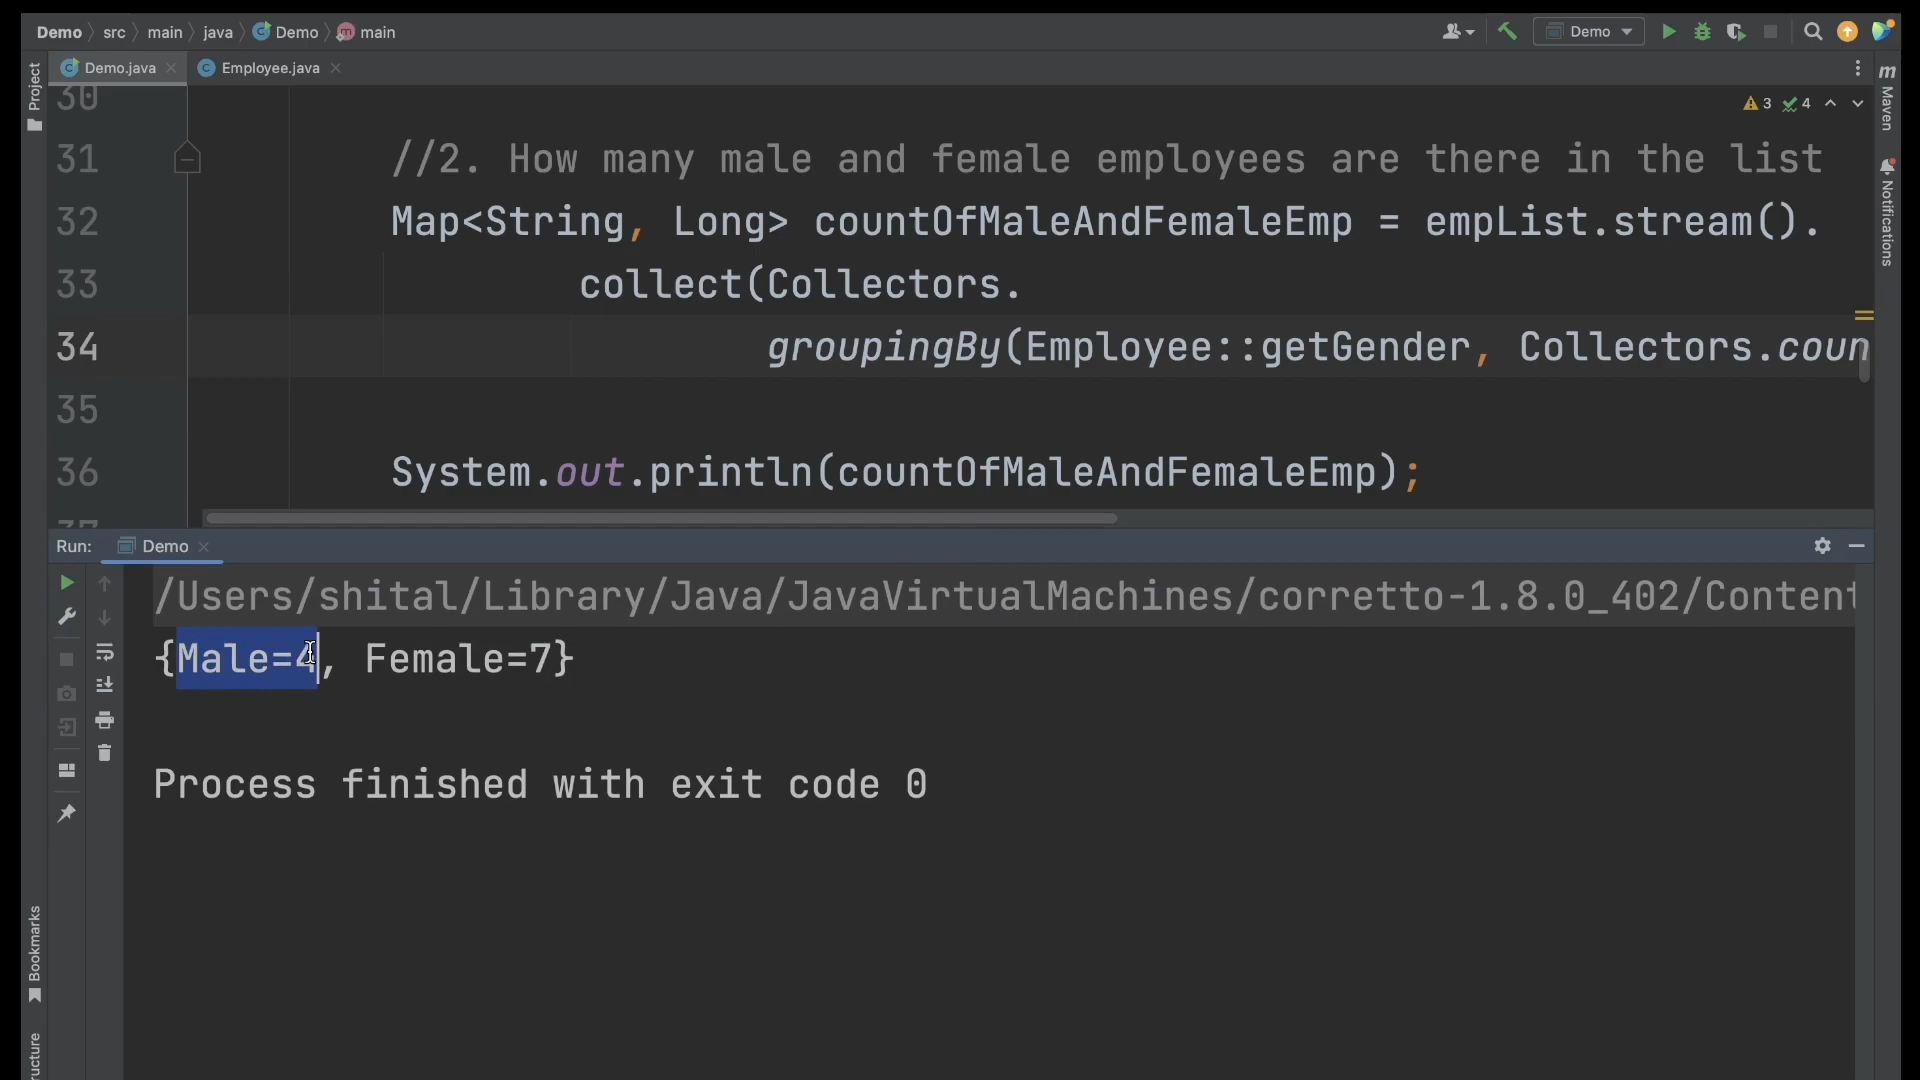 Demo src main java Demo main
Demo
Demo.java Employee.java
Project
Maven
Notifications
3 4
30
31 //2. How many male and female employees are there in the list
32 Map<String, Long> countOfMaleAndFemaleEmp = empList.stream().
33 collect(Collectors.
34 groupingBy(Employee::getGender, Collectors.coun
35
36 System.out.println(countOfMaleAndFemaleEmp);
Run: Demo
/Users/shital/Library/Java/JavaVirtualMachines/corretto-1.8.0_402/Content
{Male=4, Female=7}
Process finished with exit code 0
Bookmarks
ructure